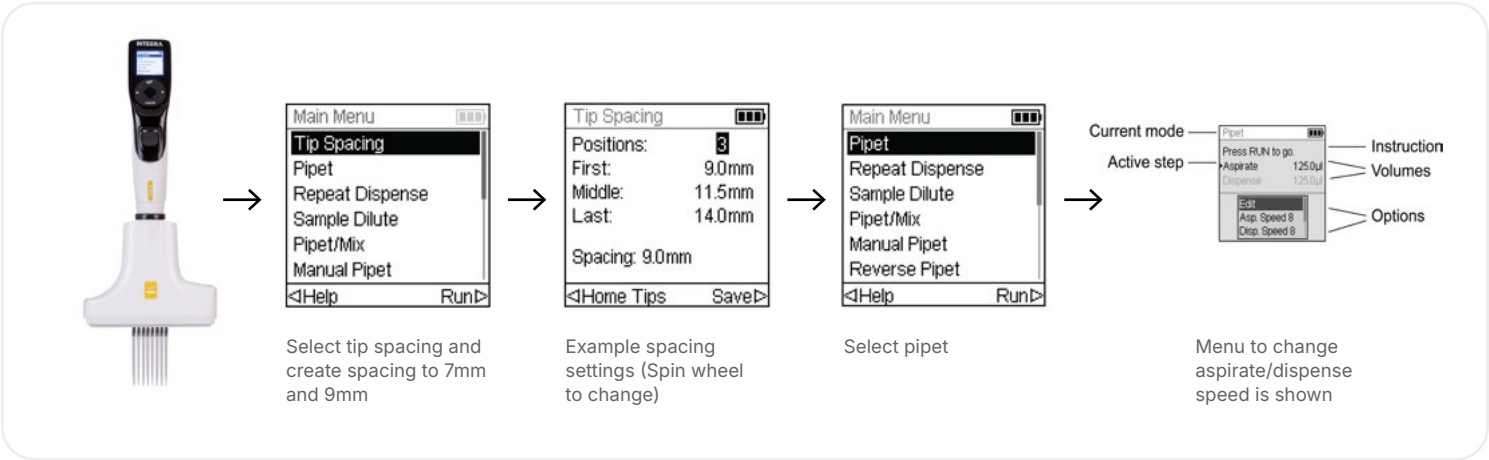 INTEGRA
Main Menu
Tip Spacing
Pipet
Repeat Dispense
Sample Dilute
Pipet/Mix
Manual Pipet
Help Run
Select tip spacing and
create spacing to 7mm
and 9mm
Tip Spacing
Positions: 3
First: 9.0mm
Middle: 11.5mm
Last: 14.0mm
Spacing: 9.0mm
Home Tips Save
Example spacing
settings (Spin wheel
to change)
Main Menu
Pipet
Repeat Dispense
Sample Dilute
Pipet/Mix
Manual Pipet
Reverse Pipet
Help Run
Select pipet
Current mode
Active step
Pipet
Press RUN to go.
Aspirate 125.0µl
Dispense 125.0µl
Edit
Asp. Speed 8
Disp. Speed 8
Instruction
Volumes
Options
Menu to change
aspirate/dispense
speed is shown